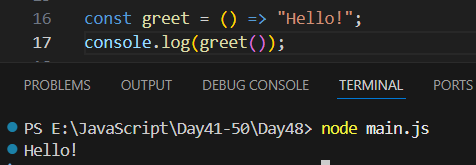 16 const greet = () => "Hello!";
17 console.log(greet());
PROBLEMS OUTPUT DEBUG CONSOLE TERMINAL PORTS
PS E:\JavaScript\Day41-50\Day48> node main.js
Hello!